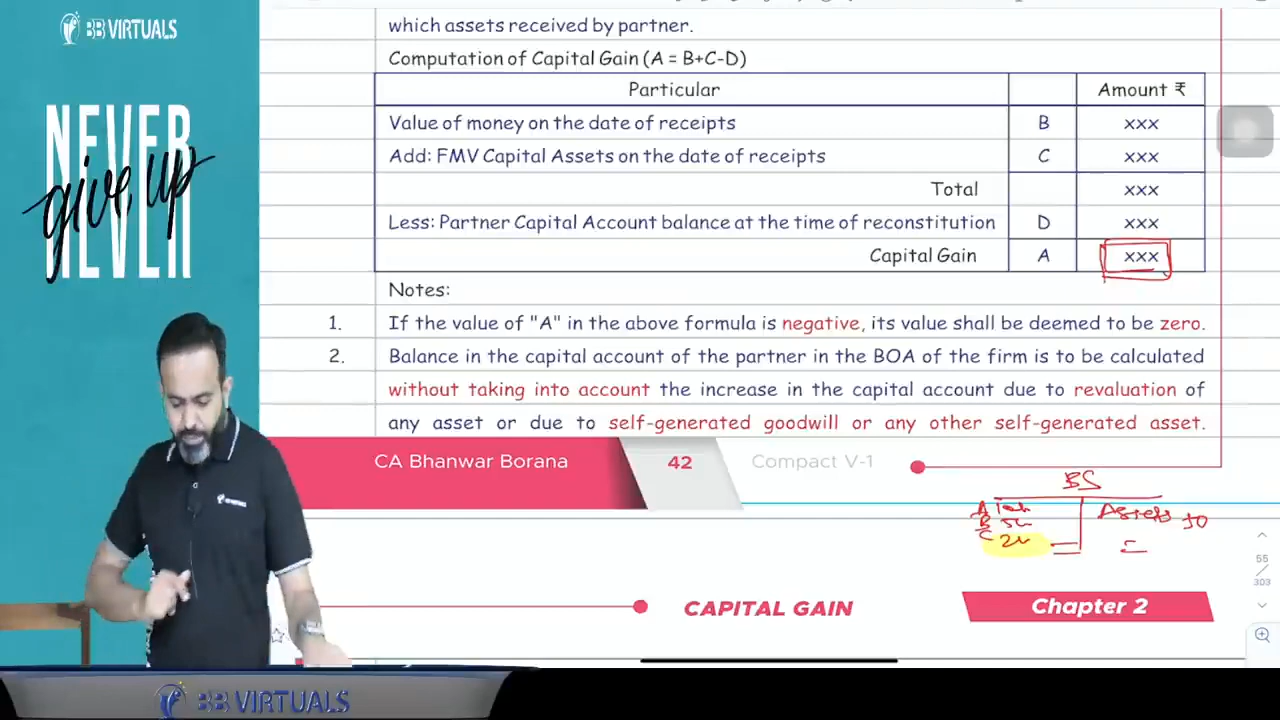 BB VIRTUALS
NEVER
give up
NEVER
which assets received by partner.
Computation of Capital Gain (A = B+C-D)
Particular Amount ₹
Value of money on the date of receipts B xxx
Add: FMV Capital Assets on the date of receipts C xxx
Total xxx
Less: Partner Capital Account balance at the time of reconstitution D xxx
Capital Gain A xxx
Notes:
1. If the value of "A" in the above formula is negative, its value shall be deemed to be zero.
2. Balance in the capital account of the partner in the BOA of the firm is to be calculated
without taking into account the increase in the capital account due to revaluation of
any asset or due to self-generated goodwill or any other self-generated asset.
CA Bhanwar Borana 42 Compact V-1
BS
A Assets
B
C
55
303
CAPITAL GAIN Chapter 2
BB VIRTUALS
BB VIRTUALS